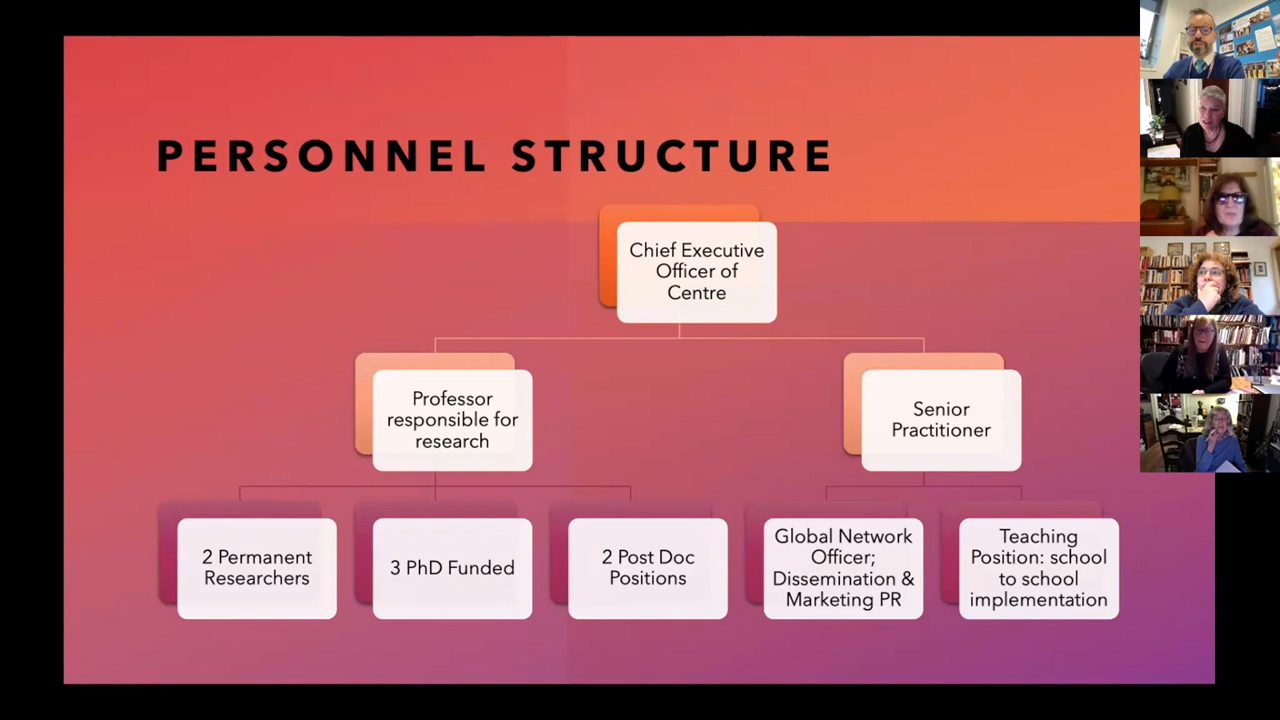 PERSONNEL STRUCTURE
Chief Executive
Officer of
Centre
Professor
responsible for
research
Senior
Practitioner
2 Permanent
Researchers
3 PhD Funded
2 Post Doc
Positions
Global Network
Officer;
Dissemination &
Marketing PR
Teaching
Position: school
to school
implementation